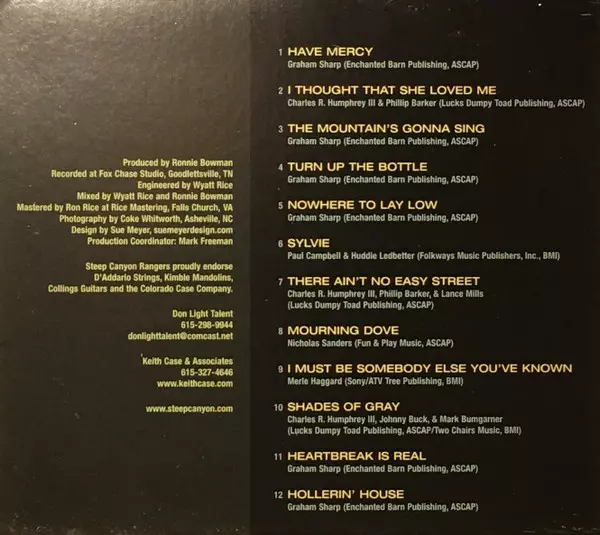 Produced by Ronnie Bowman
Recorded at Fox Chase Studio, Goodlettsville, TN
Engineered by Wyatt Rice
Mixed by Wyatt Rice and Ronnie Bowman
Mastered by Ron Rice at Rice Mastering, Falls Church, VA
Photography by Coke Whitworth, Asheville, NC
Design by Sue Meyer, suemeyerdesign.com
Production Coordinator: Mark Freeman
Steep Canyon Rangers proudly endorse
D'Addario Strings, Kimble Mandolins,
Collings Guitars and the Colorado Case Company.
Don Light Talent
615-298-9944
donlighttalent@comcast.net
Keith Case & Associates
615-327-4646
www.keithcase.com
www.steepcanyon.com
1 HAVE MERCY
Graham Sharp (Enchanted Barn Publishing, ASCAP)
2 I THOUGHT THAT SHE LOVED ME
Charles R. Humphrey III & Phillip Barker (Lucks Dumpy Toad Publishing, ASCAP)
3 THE MOUNTAIN'S GONNA SING
Graham Sharp (Enchanted Barn Publishing, ASCAP)
4 TURN UP THE BOTTLE
Graham Sharp (Enchanted Barn Publishing, ASCAP)
5 NOWHERE TO LAY LOW
Graham Sharp (Enchanted Barn Publishing, ASCAP)
6 SYLVIE
Paul Campbell & Huddie Ledbetter (Folkways Music Publishers, Inc., BMI)
7 THERE AIN'T NO EASY STREET
Charles R. Humphrey III, Phillip Barker, & Lance Mills
(Lucks Dumpy Toad Publishing, ASCAP)
8 MOURNING DOVE
Nicholas Sanders (Fun & Play Music, ASCAP)
9 I MUST BE SOMEBODY ELSE YOU'VE KNOWN
Merle Haggard (Sony/ATV Tree Publishing, BMI)
10 SHADES OF GRAY
Charles R. Humphrey III, Johnny Buck, & Mark Bumgarner
(Lucks Dumpy Toad Publishing, ASCAP/Two Chairs Music, BMI)
11 HEARTBREAK IS REAL
Graham Sharp (Enchanted Barn Publishing, ASCAP)
12 HOLLERIN' HOUSE
Graham Sharp (Enchanted Barn Publishing, ASCAP)